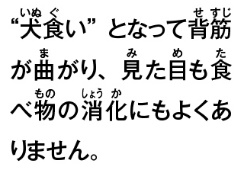 “犬食い”となって背筋
が曲がり、見た目も食
べ物の消化にもよくあ
りません。